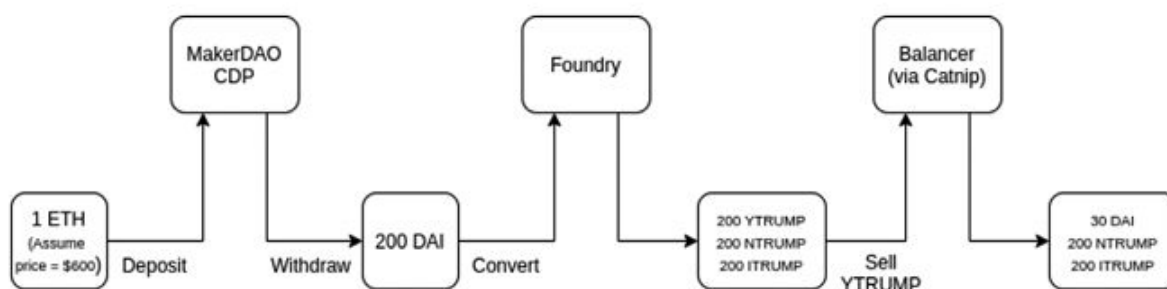 MakerDAO
CDP
Foundry
Balancer
(via Catnip)
1 ETH
(Assume
price = $600)
Deposit
Withdraw
200 DAI
Convert
200 YTRUMP
200 NTRUMP
200 ITRUMP
Sell
YTRUMP
30 DAI
200 NTRUMP
200 ITRUMP